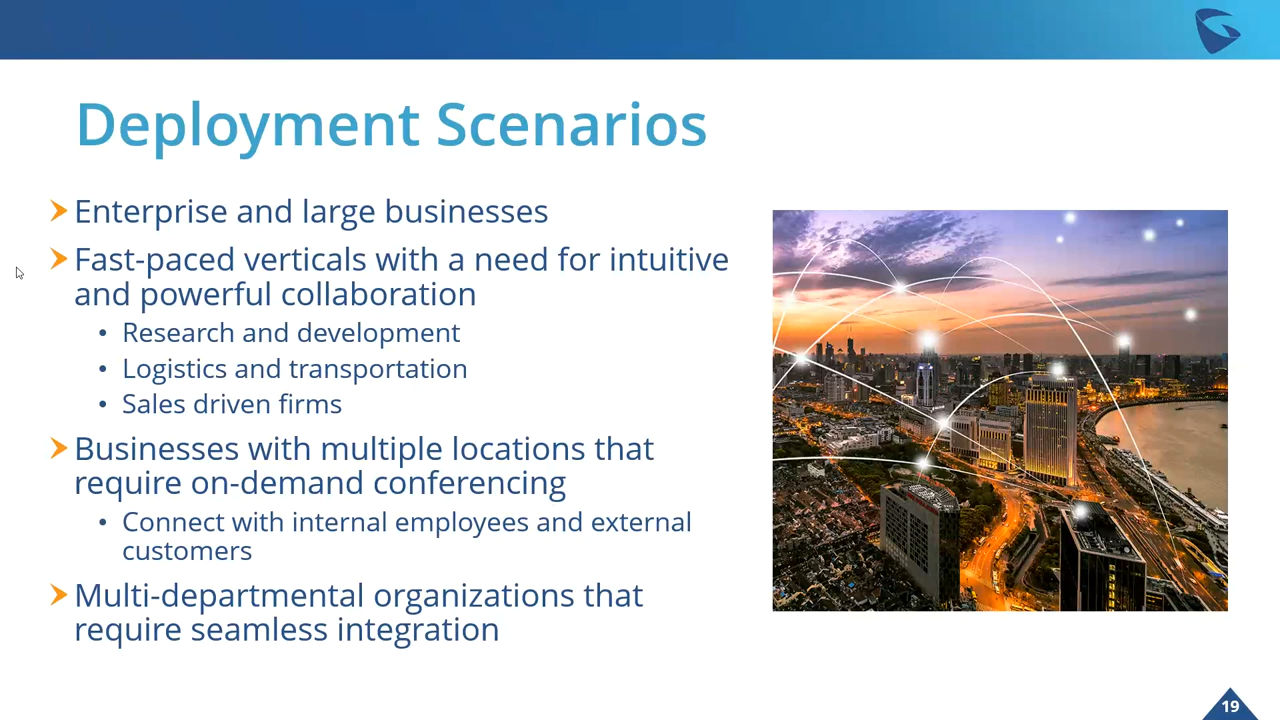 Deployment Scenarios
Enterprise and large businesses
Fast-paced verticals with a need for intuitive
and powerful collaboration
• Research and development
• Logistics and transportation
• Sales driven firms
Businesses with multiple locations that
require on-demand conferencing
• Connect with internal employees and external
customers
Multi-departmental organizations that
require seamless integration
19